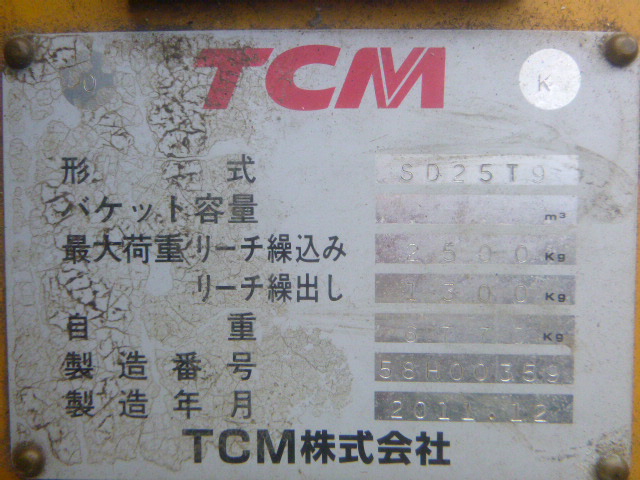 O TCM K
形式 SD25T9
バケット容量 m³
最大荷重 リーチ繰込み 2500 Kg
リーチ繰出し 1300 Kg
自重 Kg
製造番号 58H00359
製造年月 2011.12
TCM株式会社